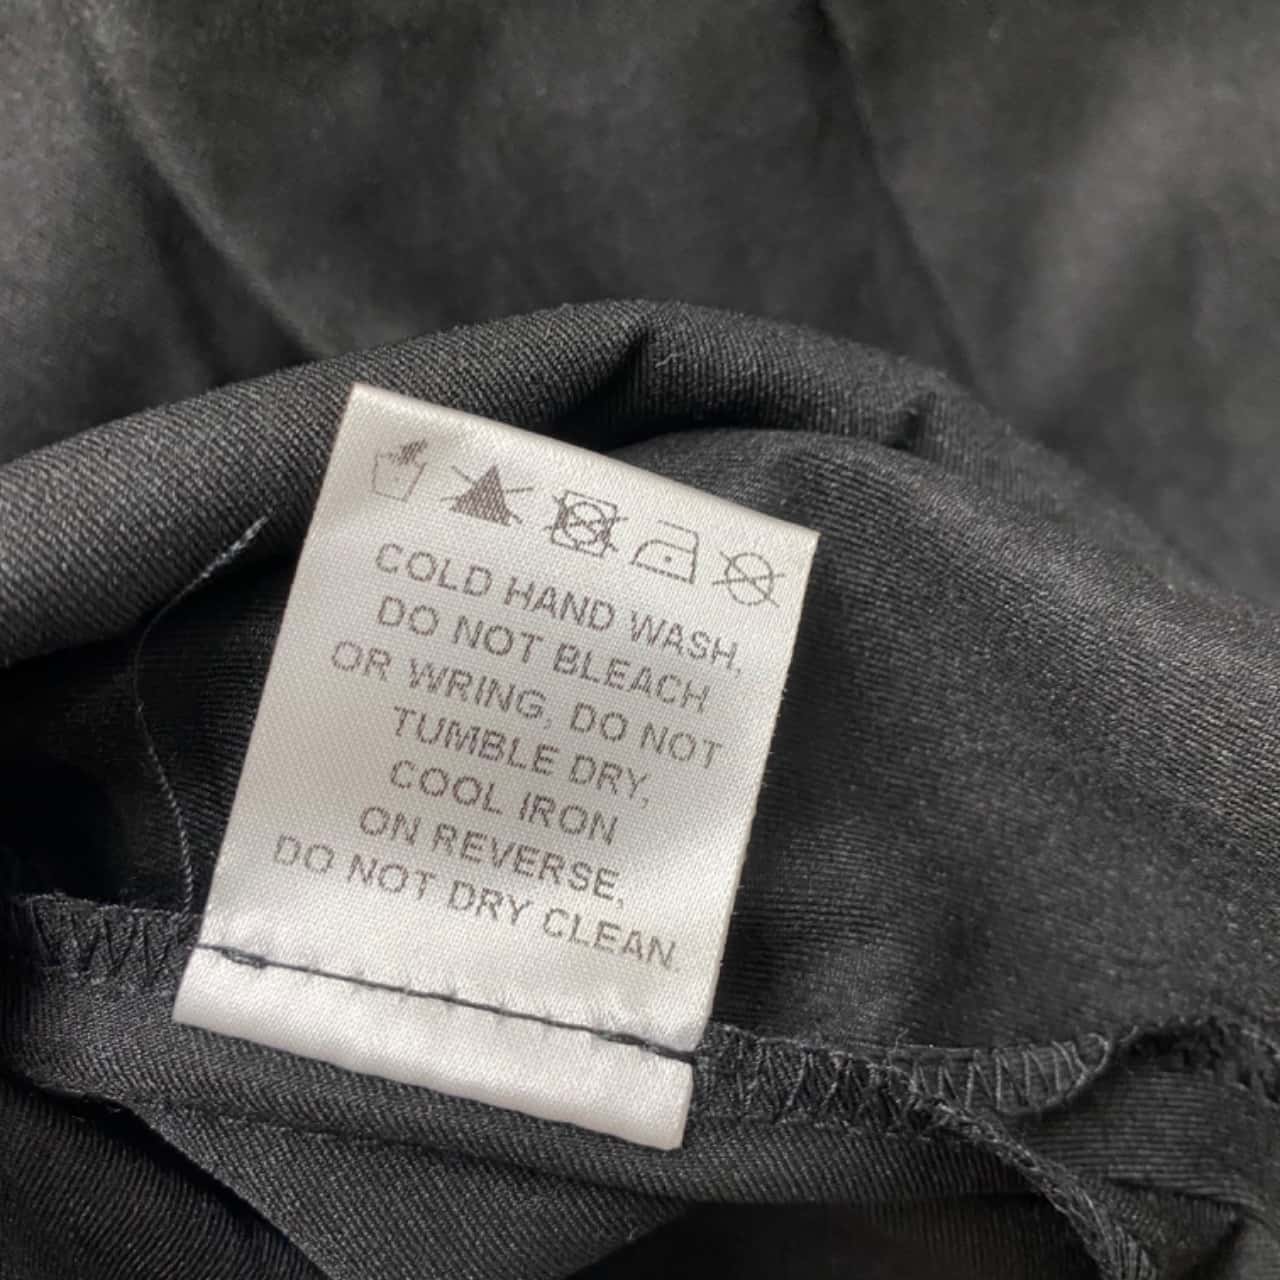 COLD HAND WASH,
DO NOT BLEACH
OR WRING, DO NOT
TUMBLE DRY,
COOL IRON
ON REVERSE,
DO NOT DRY CLEAN.